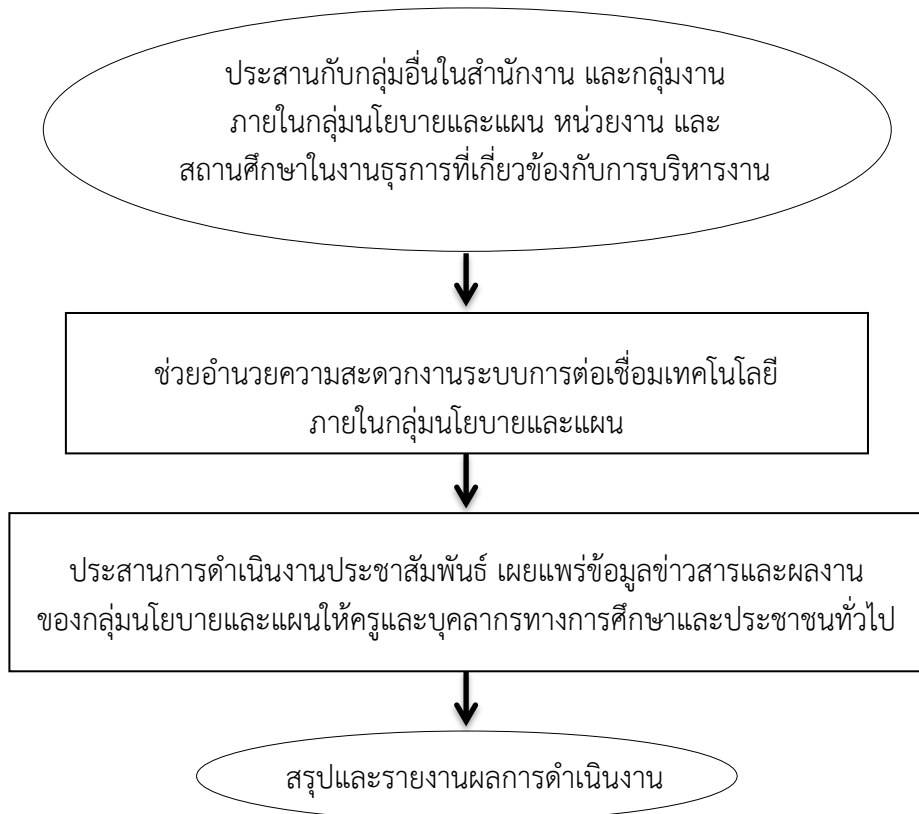 ประสานกับกลุ่มอื่นในสำนักงาน และกลุ่มงาน
ภายในกลุ่มนโยบายและแผน หน่วยงาน และ
สถานศึกษาในงานธุรการที่เกี่ยวข้องกับการบริหารงาน
ช่วยอำนวยความสะดวกงานระบบการต่อเชื่อมเทคโนโลยี
ภายในกลุ่มนโยบายและแผน
ประสานการดำเนินงานประชาสัมพันธ์ เผยแพร่ข้อมูลข่าวสารและผลงาน
ของกลุ่มนโยบายและแผนให้ครูและบุคลากรทางการศึกษาและประชาชนทั่วไป
สรุปและรายงานผลการดำเนินงาน